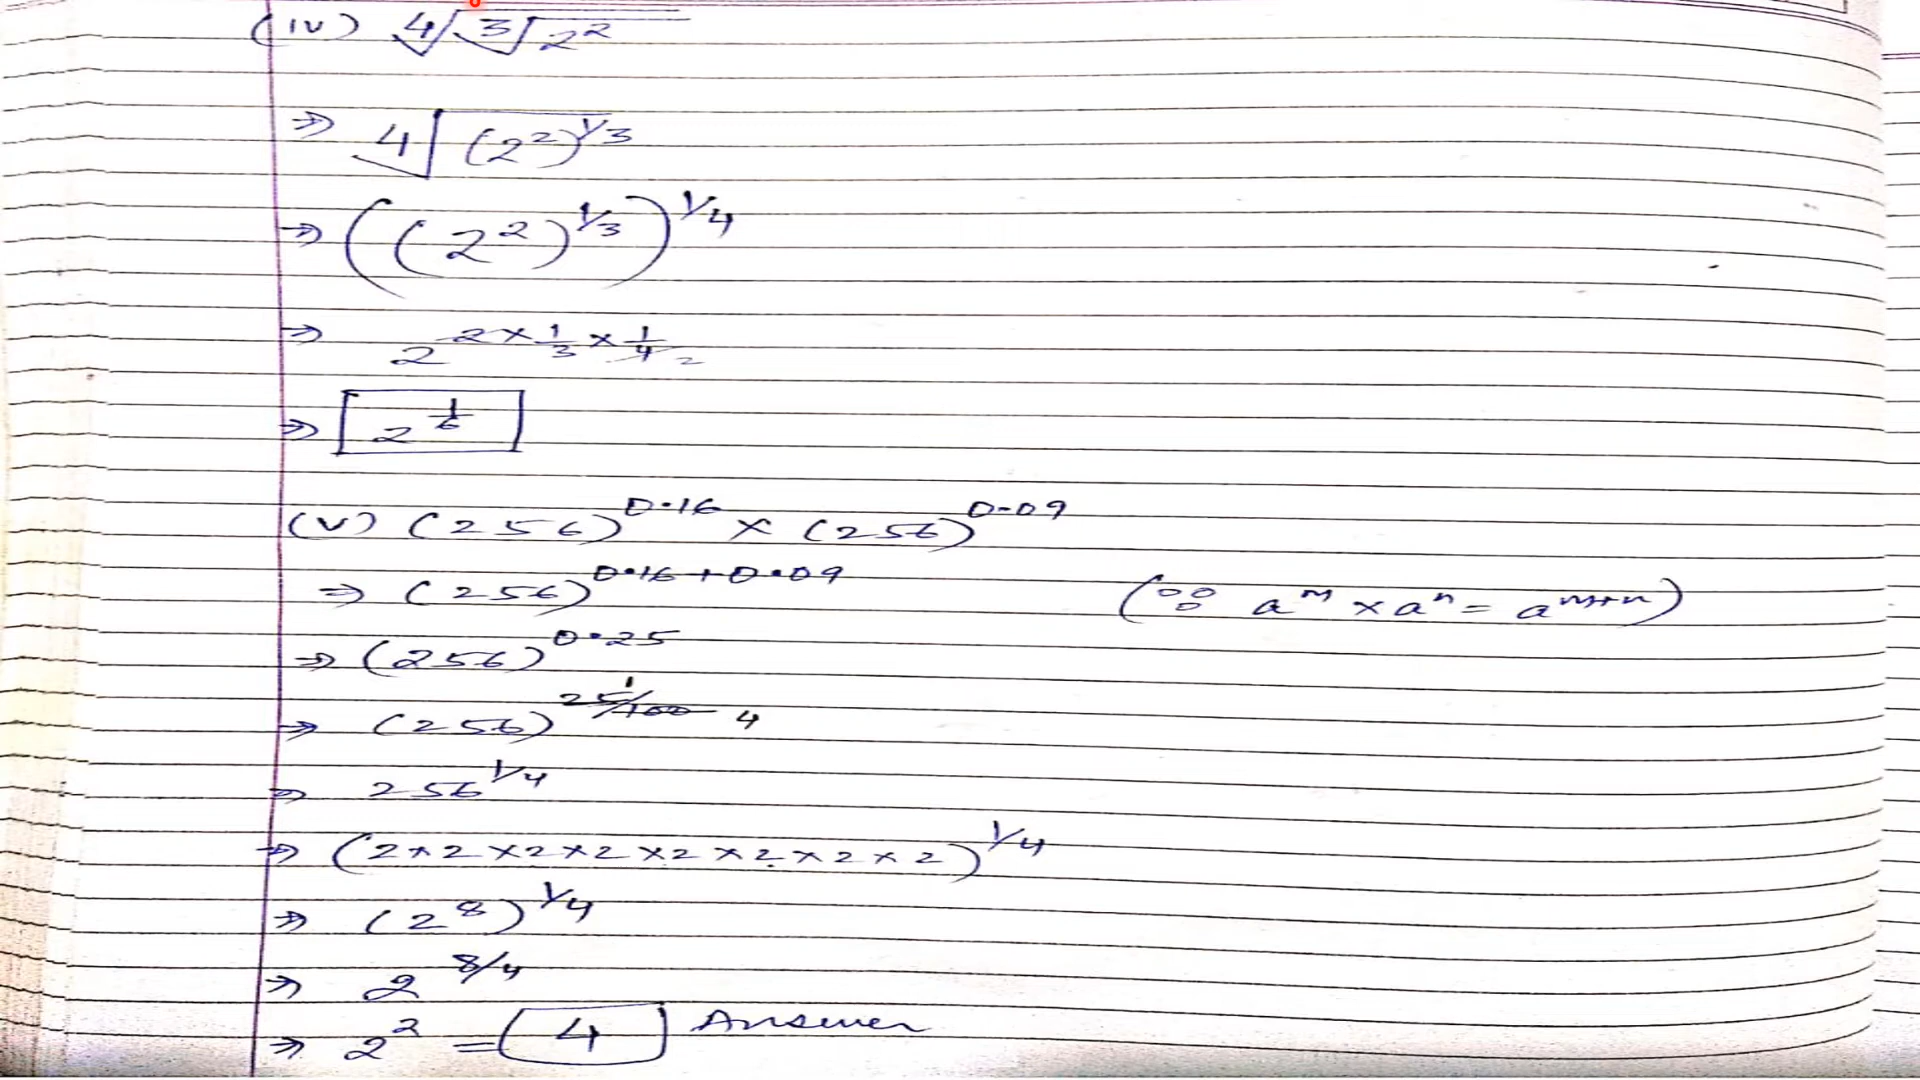 (iv) ∜∛2²
⇒ ∜(2²)^1/3
⇒ ((2²)^1/3)^1/4
⇒ 2^2×1/3×1/4 2
⇒ 2^1/6
(v) (256)^0.16 × (256)^0.09
⇒ (256)^0.16+0.09 (∵ a^m × a^n = a^m+n)
⇒ (256)^0.25
⇒ (256)^25/100 1 4
⇒ 256^1/4
⇒ (2×2×2×2×2×2×2×2)^1/4
⇒ (2^8)^1/4
⇒ 2^8/4
⇒ 2² = 4 Answer